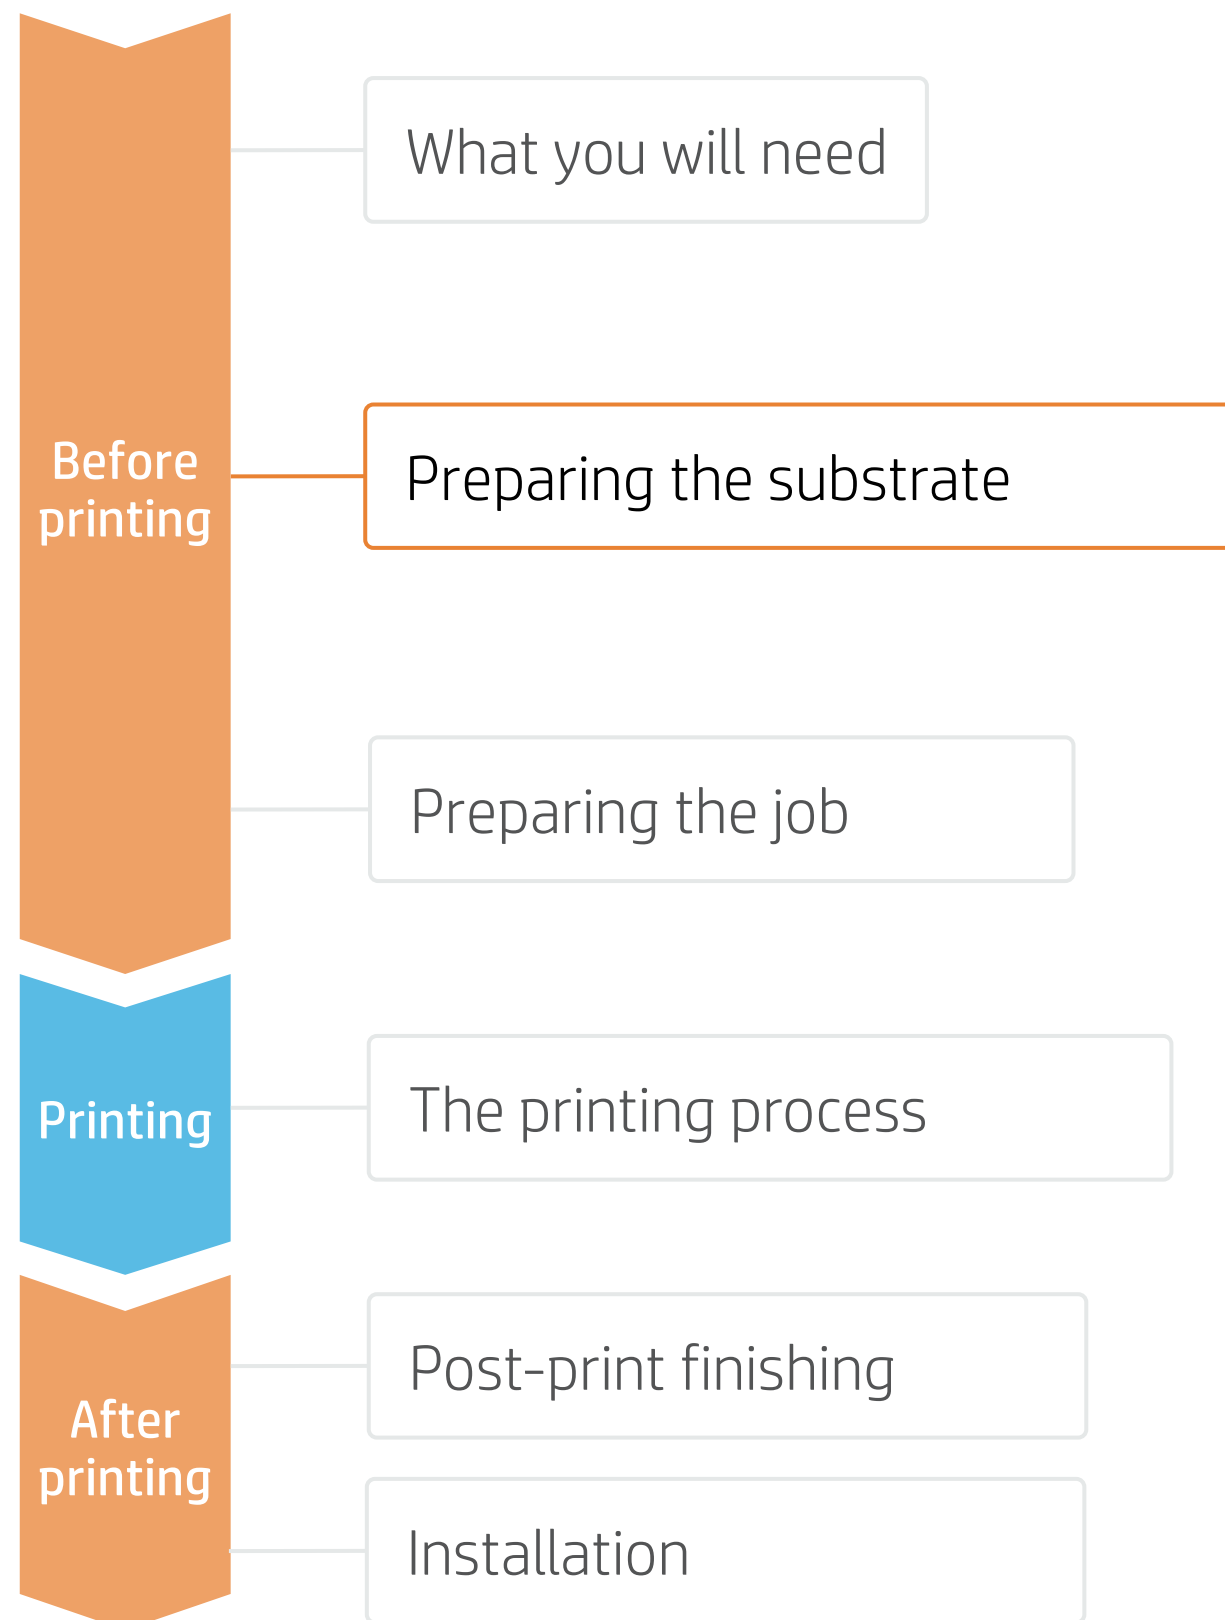 What you will need
Before
printing
Preparing the substrate
Preparing the job
Printing
The printing process
After
printing
Post-print finishing
Installation